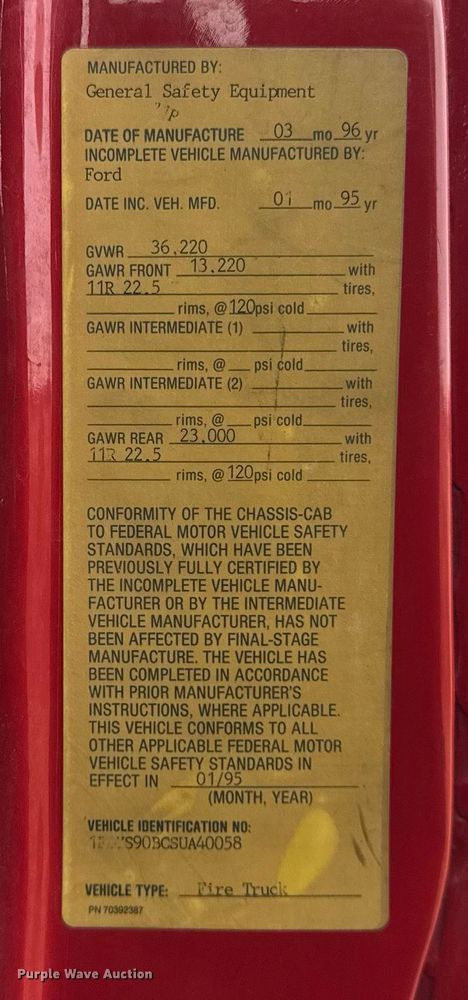 MANUFACTURED BY:
General Safety Equipment
DATE OF MANUFACTURE 03 mo. 96 yr
INCOMPLETE VEHICLE MANUFACTURED BY:
Ford
DATE INC. VEH. MFD. 01 mo. 95 yr
GVWR 36,220
GAWR FRONT 13,220 with
11R 22.5 tires,
rims, @ 120psi cold
GAWR INTERMEDIATE (1) with
tires,
rims, @ psi cold
GAWR INTERMEDIATE (2) with
tires,
rims, @ psi cold
GAWR REAR 23,000 with
11R 22.5 tires,
rims, @ 120psi cold
CONFORMITY OF THE CHASSIS-CAB
TO FEDERAL MOTOR VEHICLE SAFETY
STANDARDS, WHICH HAVE BEEN
PREVIOUSLY FULLY CERTIFIED BY
THE INCOMPLETE VEHICLE MANU-
FACTURER OR BY THE INTERMEDIATE
VEHICLE MANUFACTURER, HAS NOT
BEEN AFFECTED BY FINAL-STAGE
MANUFACTURE. THE VEHICLE HAS
BEEN COMPLETED IN ACCORDANCE
WITH PRIOR MANUFACTURER'S
INSTRUCTIONS, WHERE APPLICABLE.
THIS VEHICLE CONFORMS TO ALL
OTHER APPLICABLE FEDERAL MOTOR
VEHICLE SAFETY STANDARDS IN
EFFECT IN 01/95
(MONTH, YEAR)
VEHICLE IDENTIFICATION NO:
VEHICLE TYPE: Fire Truck
PN 70392387
Purple Wave Auction